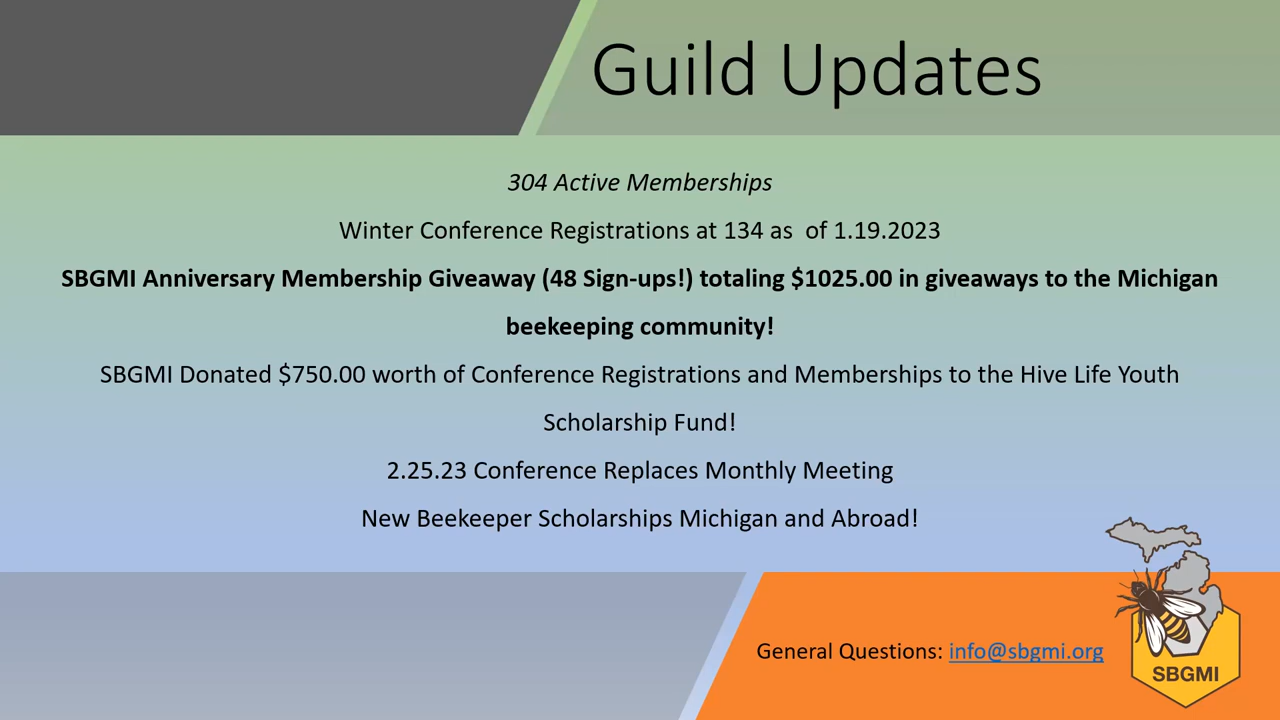 Guild Updates
304 Active Memberships
Winter Conference Registrations at 134 as  of 1.19.2023
SBGMI Anniversary Membership Giveaway (48 Sign-ups!) totaling $1025.00 in giveaways to the Michigan
beekeeping community!
SBGMI Donated $750.00 worth of Conference Registrations and Memberships to the Hive Life Youth
Scholarship Fund!
2.25.23 Conference Replaces Monthly Meeting
New Beekeeper Scholarships Michigan and Abroad!
General Questions: info@sbgmi.org
SBGMI